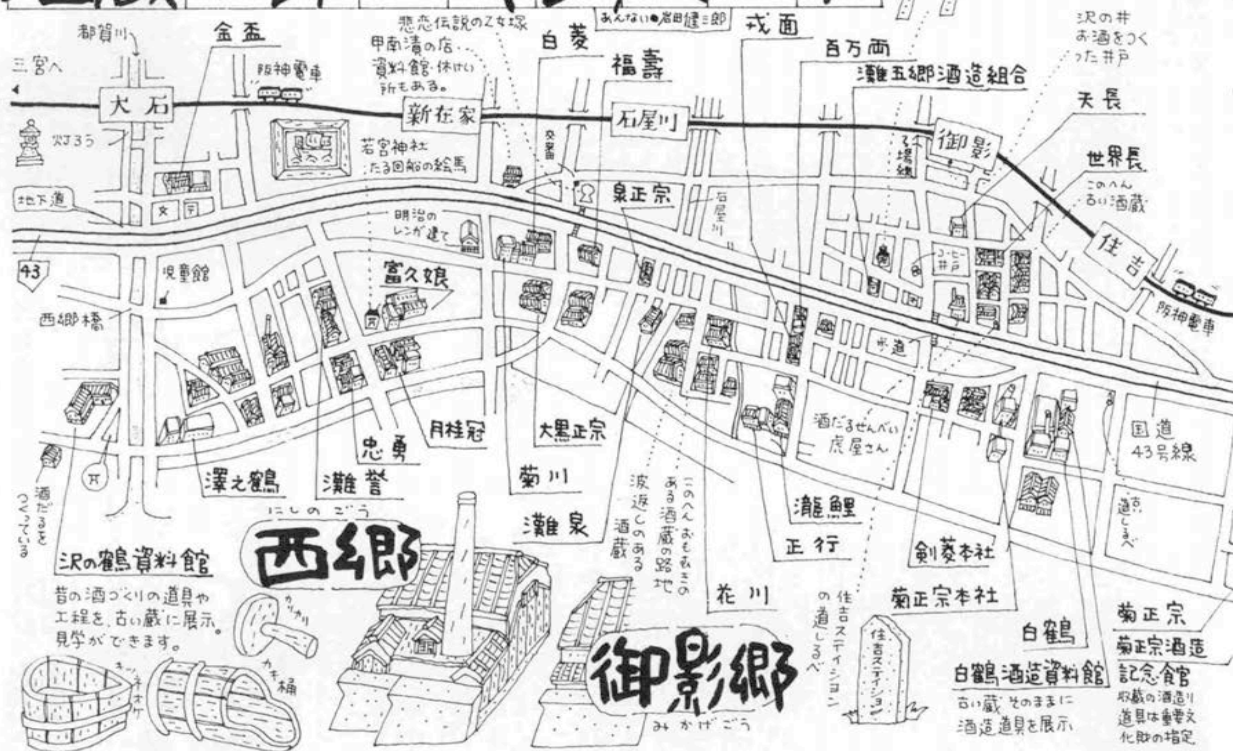 あんない●岩田健三郎
都賀川
金盃
三宮へ
阪神電車
大石
灯ろう
地下道
43
児童館
西郷橋
悲恋伝説の乙女塚
甲南漬の店
資料館・休けい
所もある。
新在家
若宮神社
たる回船の絵馬
明治の
レンガ建て
白菱
福壽
石屋川
交番
泉正宗
石屋川
戎面
百万両
灘五郷酒造組合
御影
沢の井
お酒をつく
った井戸
天長
世界長
このへん
古い酒蔵
住吉
阪神電車
富久娘
澤之鶴
灘誉
忠勇
月桂冠
菊川
大黒正宗
灘泉
波返しのある
酒蔵
このへんおもむきの
ある酒蔵の路地
花川
正行
瀧鯉
酒だるせんべい
虎屋さん
剣菱本社
菊正宗本社
国道
43号線
道しるべ
白鶴
白鶴酒造資料館
古い蔵そのままに
酒造道具を展示
菊正宗
菊正宗酒造
記念館
収蔵の酒造り
道具は重要文
化財の指定
酒だるを
つくっている
沢の鶴資料館
昔の酒づくりの道具や
工程を、古い蔵に展示。
見学ができます。
にしのごう
西郷
カリカリ
桶
御影郷
みかげごう
住吉ステイション
の道しるべ
住吉ステイション